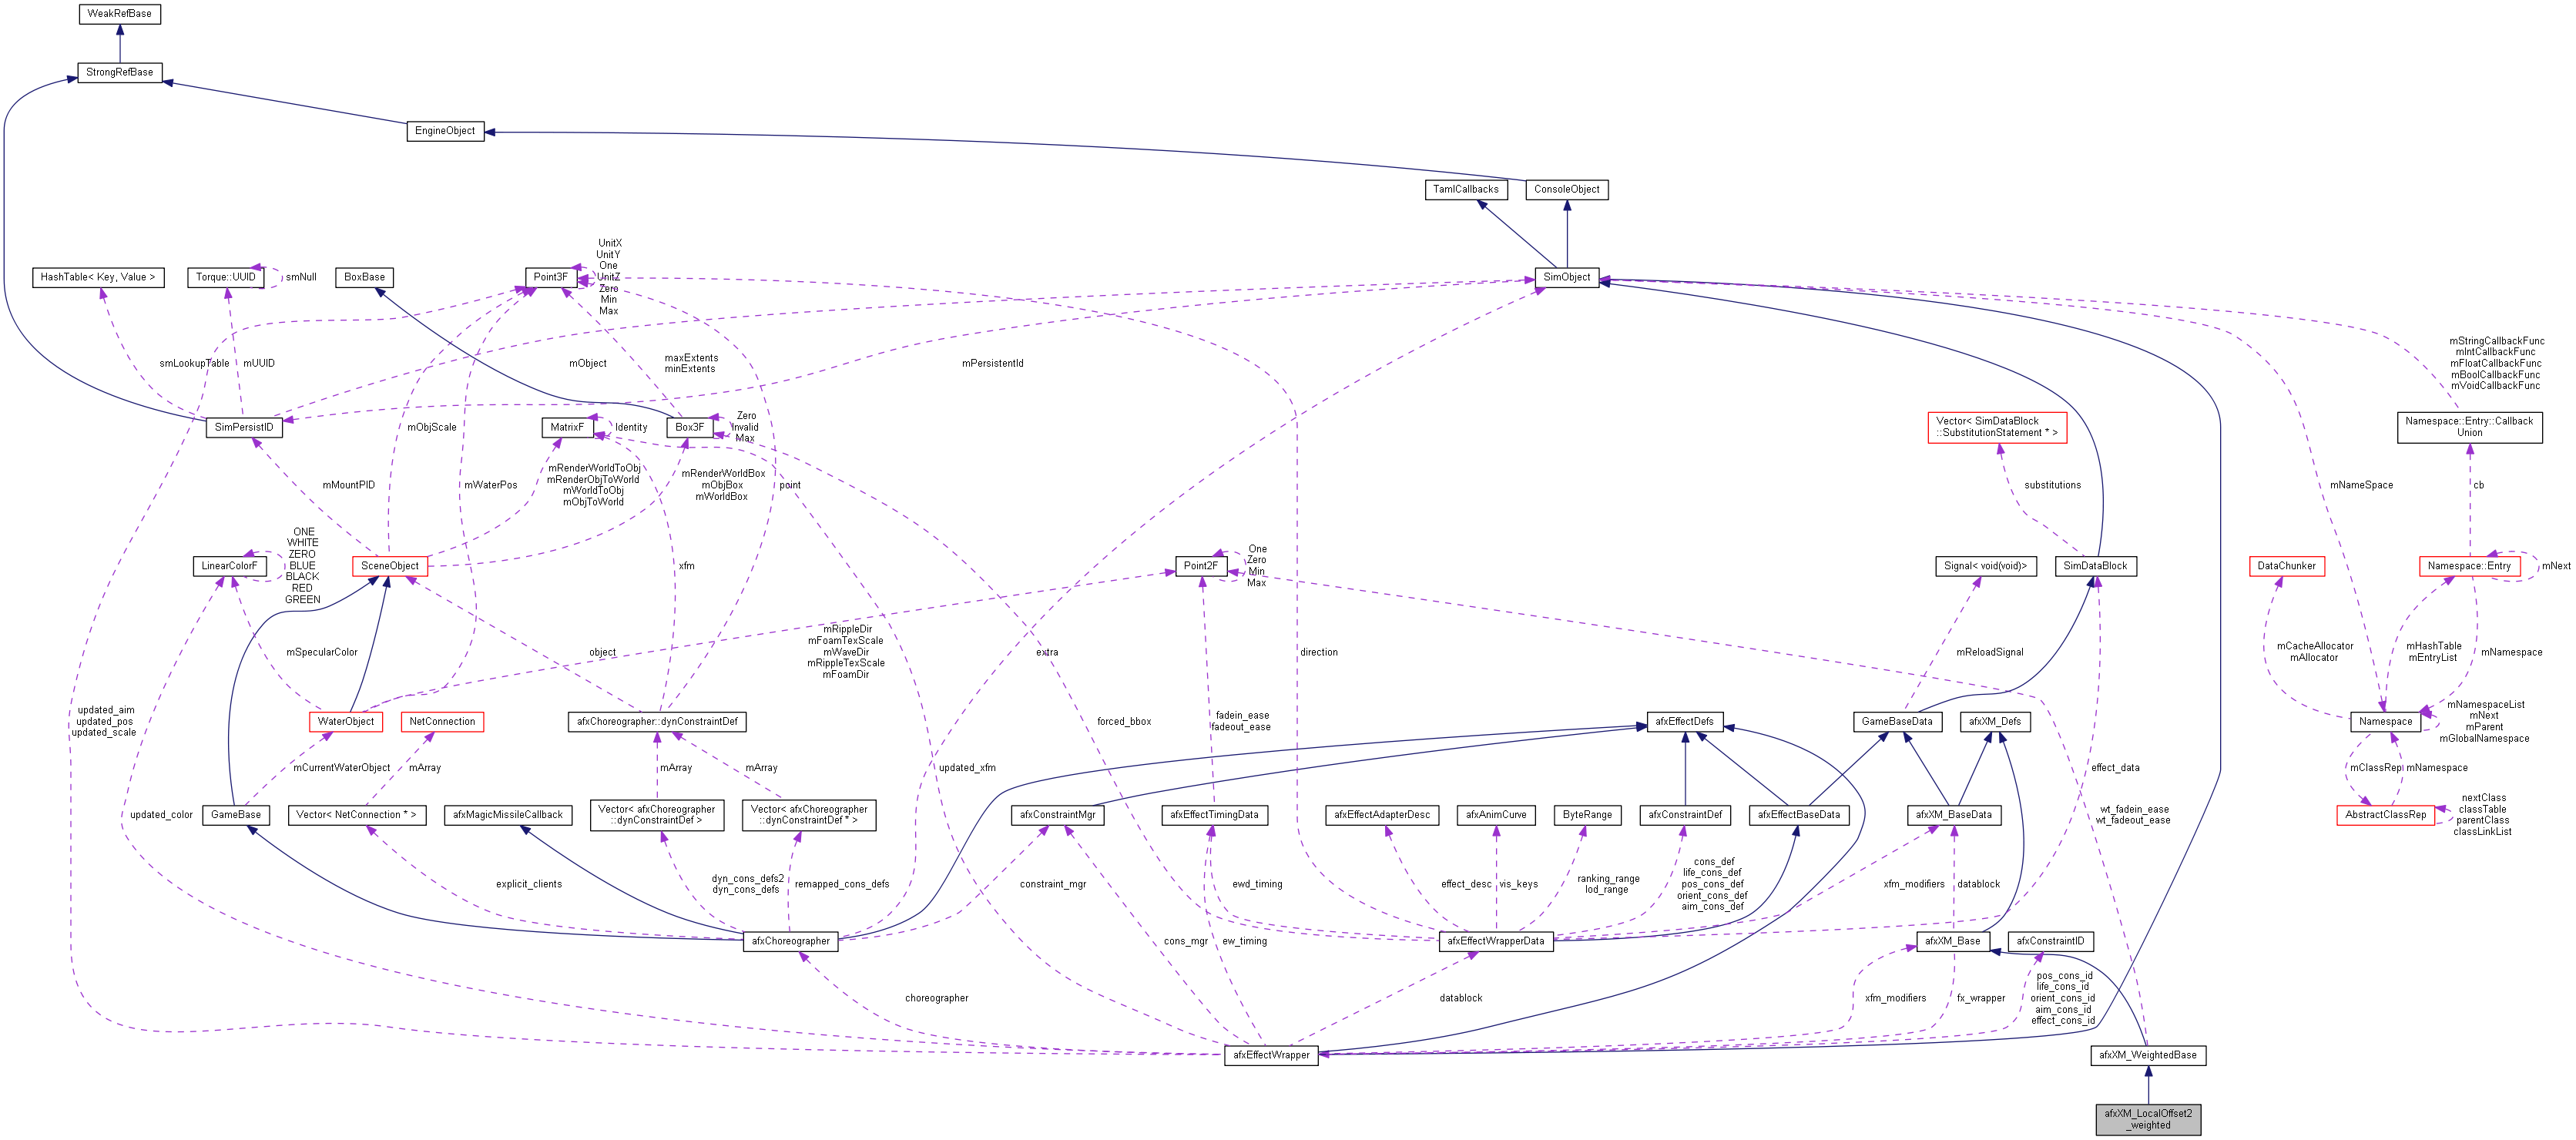 WeakRefBase
StrongRefBase
EngineObject
TamlCallbacks
ConsoleObject
HashTable< Key, Value >
Torque::UUID
smNull
BoxBase
Point3F
UnitX
UnitY
One
UnitZ
Zero
Min
Max
SimObject
smLookupTable
mUUID
mObject
maxExtents
minExtents
mPersistentId
mStringCallbackFunc
mIntCallbackFunc
mFloatCallbackFunc
mBoolCallbackFunc
mVoidCallbackFunc
SimPersistID
mObjScale
MatrixF
Identity
Box3F
Zero
Invalid
Max
Vector< SimDataBlock
::SubstitutionStatement * >
Namespace::Entry::Callback
Union
mMountPID
mWaterPos
mRenderWorldToObj
mRenderObjToWorld
mWorldToObj
mObjToWorld
mRenderWorldBox
mObjBox
mWorldBox
point
substitutions
mNameSpace
cb
LinearColorF
ONE
WHITE
ZERO
BLUE
BLACK
RED
GREEN
SceneObject
xfm
Point2F
One
Zero
Min
Max
Signal< void(void)>
SimDataBlock
DataChunker
Namespace::Entry
mNext
mSpecularColor
object
mRippleDir
mFoamTexScale
mWaveDir
mRippleTexScale
mFoamDir
extra
direction
mReloadSignal
mCacheAllocator
mAllocator
mHashTable
mEntryList
mNamespace
updated_aim
updated_pos
updated_scale
WaterObject
NetConnection
afxChoreographer::dynConstraintDef
forced_bbox
fadein_ease
fadeout_ease
afxEffectDefs
GameBaseData
afxXM_Defs
Namespace
mNamespaceList
mNext
mParent
mGlobalNamespace
mCurrentWaterObject
mArray
mArray
mArray
updated_xfm
effect_data
mClassRep
mNamespace
updated_color
GameBase
Vector< NetConnection * >
afxMagicMissileCallback
Vector< afxChoreographer
::dynConstraintDef >
Vector< afxChoreographer
::dynConstraintDef * >
afxConstraintMgr
afxEffectTimingData
afxEffectAdapterDesc
afxAnimCurve
ByteRange
afxConstraintDef
afxEffectBaseData
afxXM_BaseData
wt_fadein_ease
wt_fadeout_ease
AbstractClassRep
nextClass
classTable
parentClass
classLinkList
explicit_clients
dyn_cons_defs2
dyn_cons_defs
remapped_cons_defs
constraint_mgr
ewd_timing
effect_desc
vis_keys
ranking_range
lod_range
cons_def
life_cons_def
pos_cons_def
orient_cons_def
aim_cons_def
xfm_modifiers
datablock
afxChoreographer
cons_mgr
ew_timing
afxEffectWrapperData
afxXM_Base
afxConstraintID
choreographer
datablock
xfm_modifiers
fx_wrapper
pos_cons_id
life_cons_id
orient_cons_id
aim_cons_id
effect_cons_id
afxEffectWrapper
afxXM_WeightedBase
afxXM_LocalOffset2
_weighted